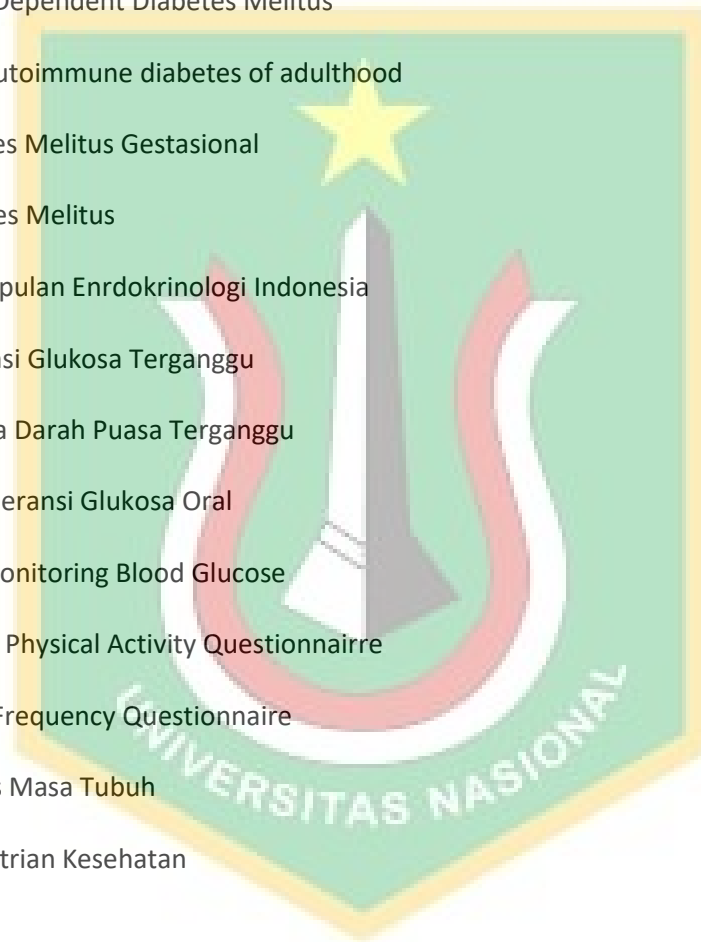 Dependent Diabetes Melitus
utoimmune diabetes of adulthood
es Melitus Gestasional
es Melitus
pulan Enrdokrinologi Indonesia
si Glukosa Terganggu
a Darah Puasa Terganggu
eransi Glukosa Oral
onitoring Blood Glucose
Physical Activity Questionnairre
Frequency Questionnaire
s Masa Tubuh
trian Kesehatan
UNIVERSITAS NASIONAL